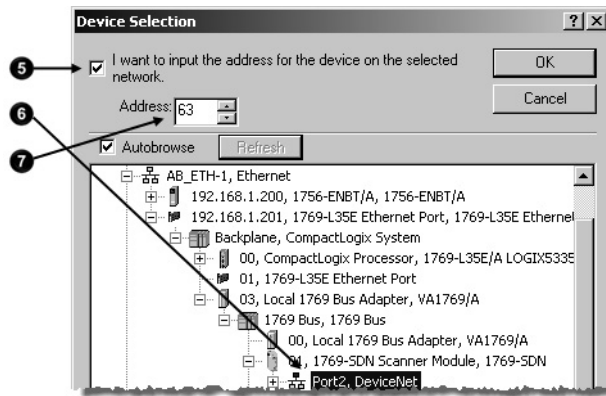 Device Selection
5
I want to input the address for the device on the selected
network.
OK
Cancel
6
Address: 63
7
Autobrowse
Refresh
AB_ETH-1, Ethernet
192.168.1.200, 1756-ENBT/A, 1756-ENBT/A
192.168.1.201, 1769-L35E Ethernet Port, 1769-L35E Ethernet
Backplane, CompactLogix System
00, CompactLogix Processor, 1769-L35E/A LOGIX5335
01, 1769-L35E Ethernet Port
03, Local 1769 Bus Adapter, VA1769/A
1769 Bus, 1769 Bus
00, Local 1769 Bus Adapter, VA1769/A
01, 1769-SDN Scanner Module, 1769-SDN
Port2, DeviceNet